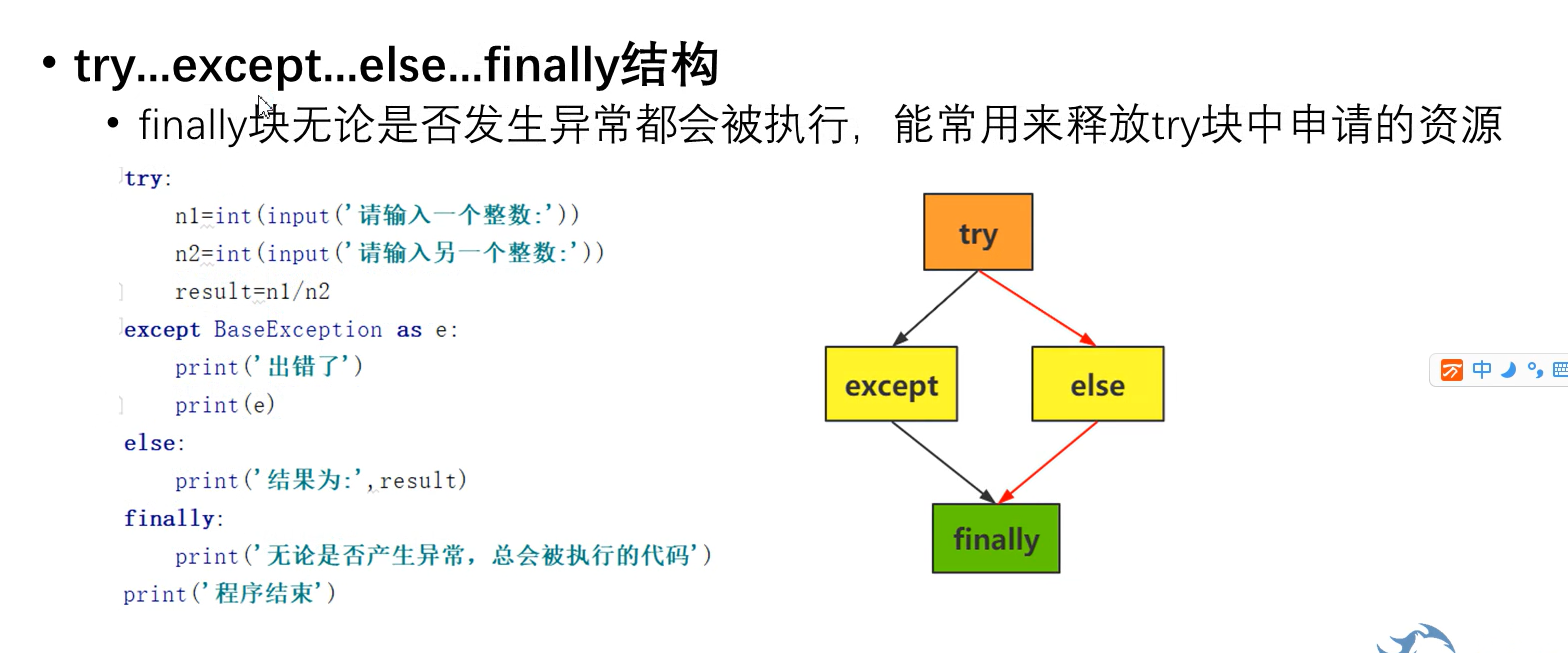 • try...except...else...finally结构
• finally块无论是否发生异常都会被执行，能常用来释放try块中申请的资源
try:
    n1=int(input('请输入一个整数:'))
    n2=int(input('请输入另一个整数:'))
    result=n1/n2
except BaseException as e:
    print('出错了')
    print(e)
else:
    print('结果为:',result)
finally:
    print('无论是否产生异常，总会被执行的代码')
print('程序结束')
try
except
else
finally
中